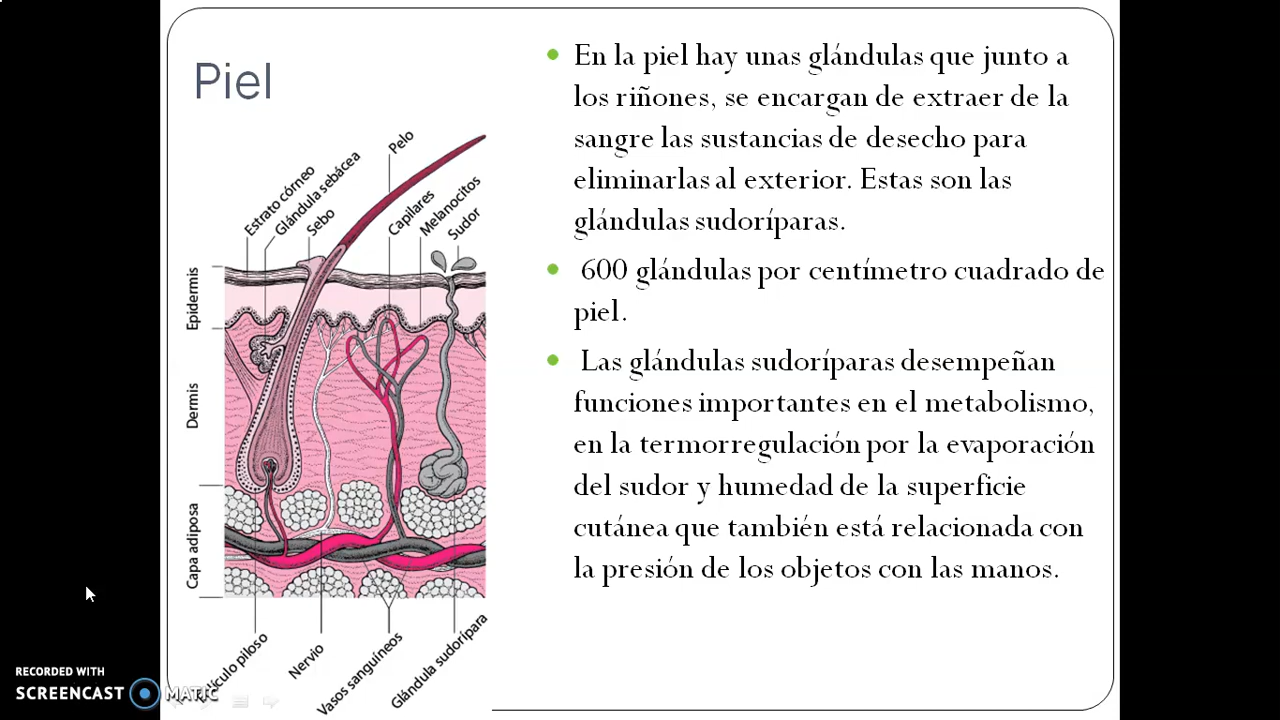 Piel
En la piel hay unas glándulas que junto a
los riñones, se encargan de extraer de la
sangre las sustancias de desecho para
eliminarlas al exterior. Estas son las
glándulas sudoríparas.
600 glándulas por centímetro cuadrado de
piel.
Las glándulas sudoríparas desempeñan
funciones importantes en el metabolismo,
en la termorregulación por la evaporación
del sudor y humedad de la superficie
cutánea que también está relacionada con
la presión de los objetos con las manos.
Estrato córneo
Glándula sebácea
Sebo
Pelo
Capilares
Melanocitos
Sudor
Epidermis
Dermis
Capa adiposa
piloso
Nervio
Vasos sanguíneos
Glándula sudorípara
RECORDED WITH
SCREENCAST MATIC